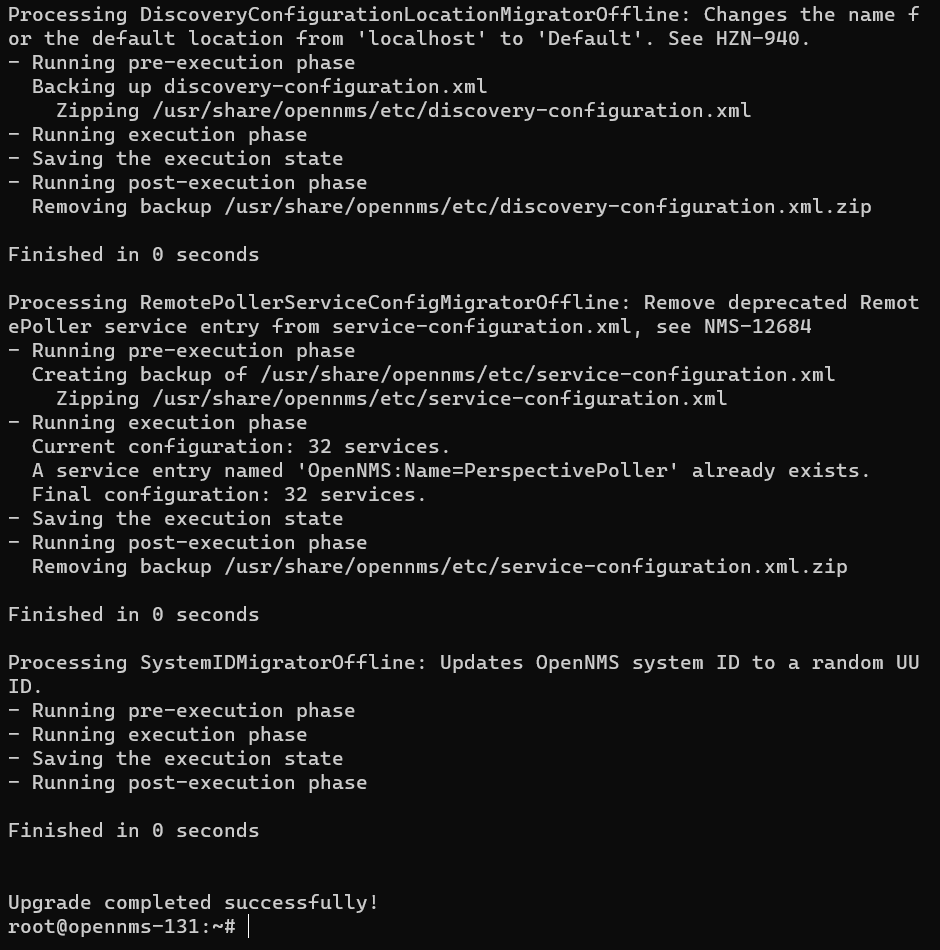 Processing DiscoveryConfigurationLocationMigratorOffline: Changes the name f
or the default location from 'localhost' to 'Default'. See HZN-940.
- Running pre-execution phase
  Backing up discovery-configuration.xml
    Zipping /usr/share/opennms/etc/discovery-configuration.xml
- Running execution phase
- Saving the execution state
- Running post-execution phase
  Removing backup /usr/share/opennms/etc/discovery-configuration.xml.zip

Finished in 0 seconds

Processing RemotePollerServiceConfigMigratorOffline: Remove deprecated Remot
ePoller service entry from service-configuration.xml, see NMS-12684
- Running pre-execution phase
  Creating backup of /usr/share/opennms/etc/service-configuration.xml
    Zipping /usr/share/opennms/etc/service-configuration.xml
- Running execution phase
  Current configuration: 32 services.
  A service entry named 'OpenNMS:Name=PerspectivePoller' already exists.
  Final configuration: 32 services.
- Saving the execution state
- Running post-execution phase
  Removing backup /usr/share/opennms/etc/service-configuration.xml.zip

Finished in 0 seconds

Processing SystemIDMigratorOffline: Updates OpenNMS system ID to a random UU
ID.
- Running pre-execution phase
- Running execution phase
- Saving the execution state
- Running post-execution phase

Finished in 0 seconds


Upgrade completed successfully!
root@opennms-131:~#